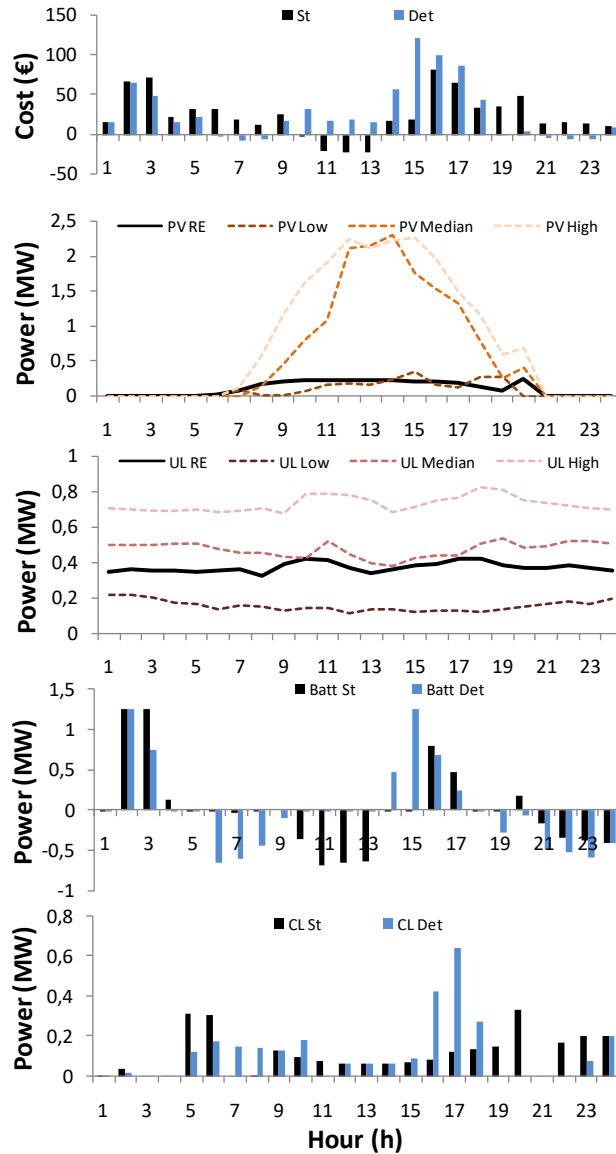 150
St
Det
100
50
0
-50
Cost (€)
1 3 5 7 9 11 13 15 17 19 21 23
2,5
PV RE
PV Low
PV Median
PV High
2
1,5
1
0,5
0
Power (MW)
1 3 5 7 9 11 13 15 17 19 21 23
1
UL RE
UL Low
UL Median
UL High
0,8
0,6
0,4
0,2
0
Power (MW)
1 3 5 7 9 11 13 15 17 19 21 23
1,5
Batt St
Batt Det
1
0,5
0
-0,5
-1
Power (MW)
1 3 5 7 9 11 13 15 17 19 21 23
0,8
CL St
CL Det
0,6
0,4
0,2
0
Power (MW)
1 3 5 7 9 11 13 15 17 19 21 23
Hour (h)